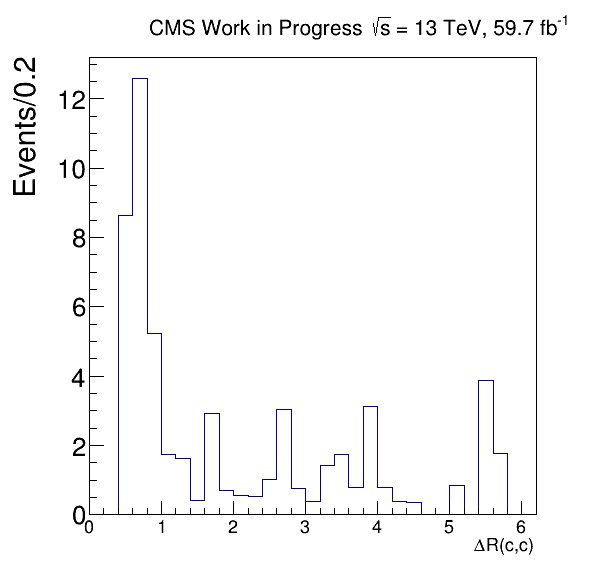 CMS Work in Progress √s = 13 TeV, 59.7 fb⁻¹
Events/0.2
12
10
8
6
4
2
0
0 1 2 3 4 5 6
ΔR(c,c)